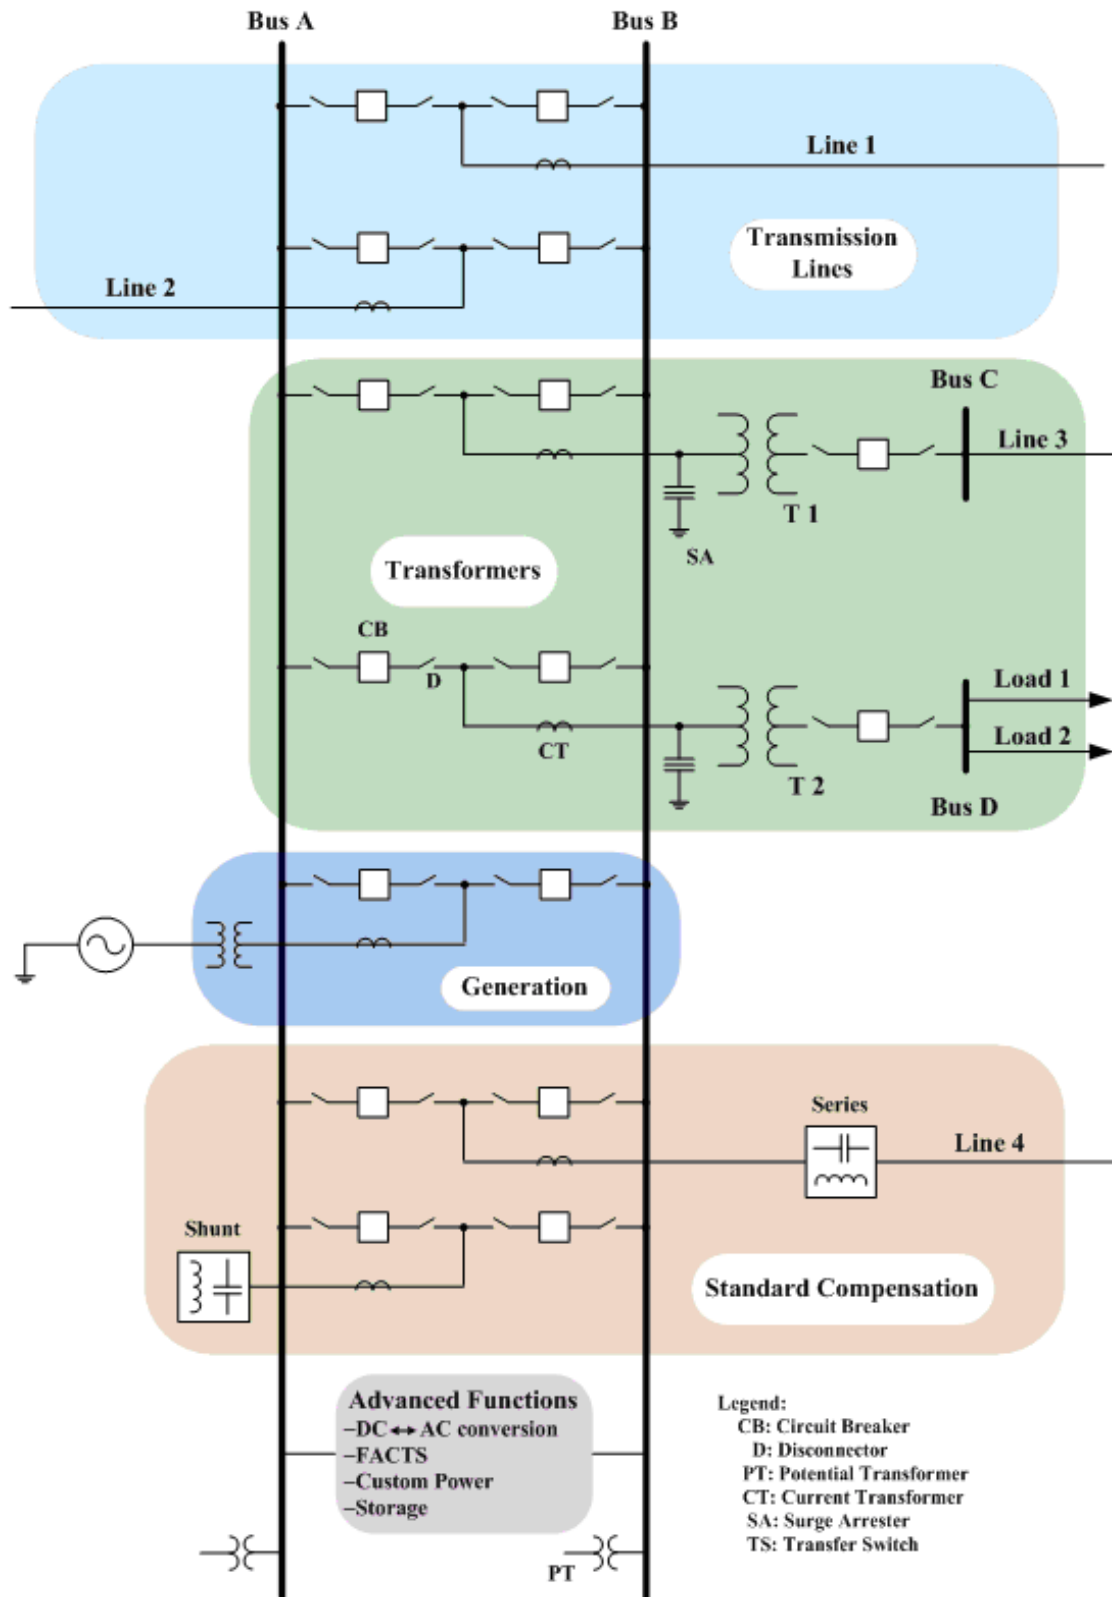 Bus A
Bus B
Line 1
Transmission
Lines
Line 2
Bus C
Line 3
T 1
SA
Transformers
CB
D
CT
Load 1
Load 2
T 2
Bus D
Generation
Series
Line 4
Shunt
Standard Compensation
Advanced Functions
–DC↔AC conversion
–FACTS
–Custom Power
–Storage
PT
Legend:
CB: Circuit Breaker
D: Disconnector
PT: Potential Transformer
CT: Current Transformer
SA: Surge Arrester
TS: Transfer Switch